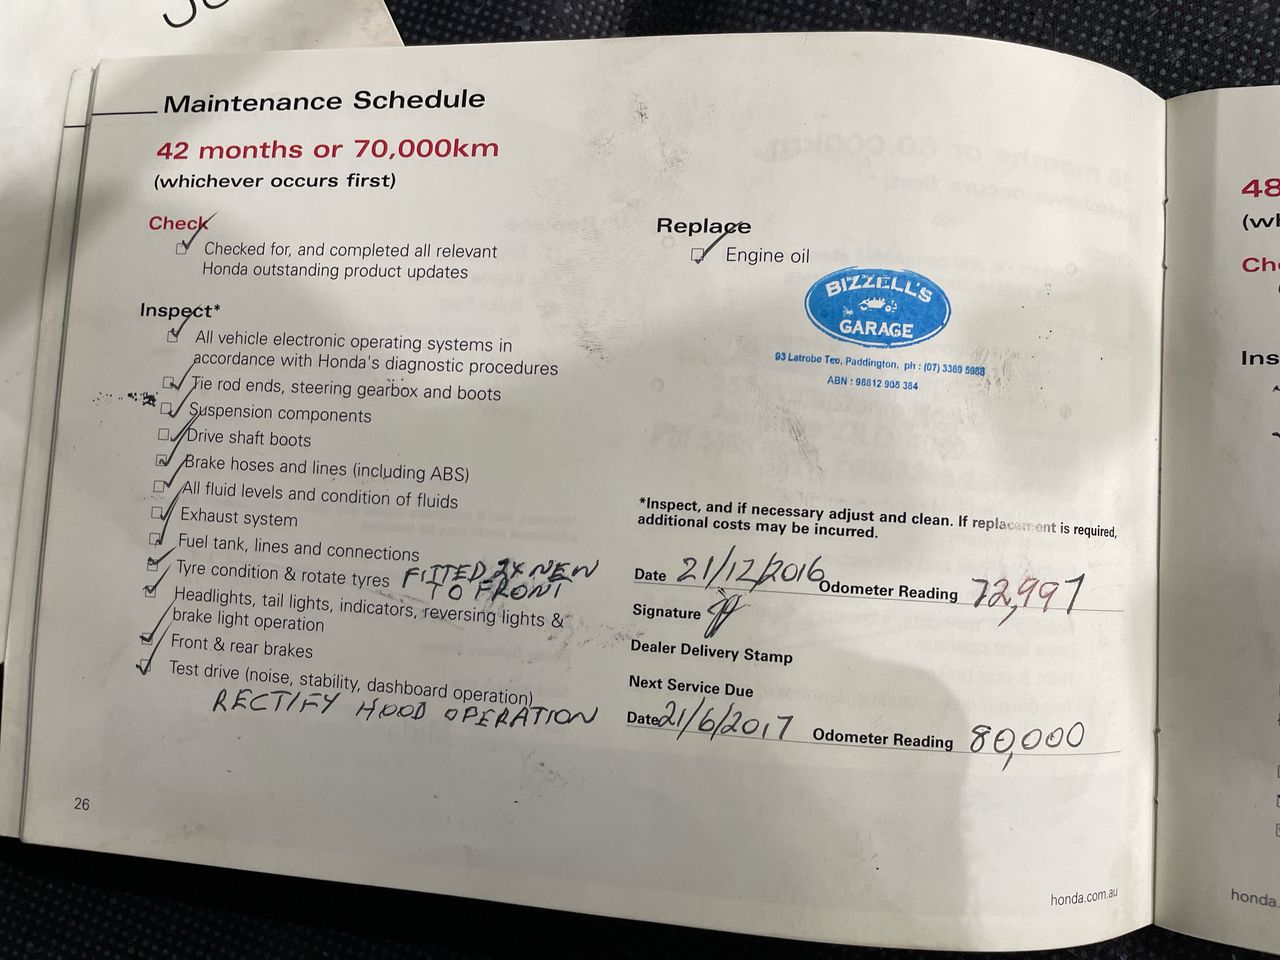 Maintenance Schedule
42 months or 70,000km
(whichever occurs first)
Check
Checked for, and completed all relevant
Honda outstanding product updates
Inspect*
All vehicle electronic operating systems in
accordance with Honda's diagnostic procedures
Tie rod ends, steering gearbox and boots
Suspension components
Drive shaft boots
Brake hoses and lines (including ABS)
All fluid levels and condition of fluids
Exhaust system
Fuel tank, lines and connections
Tyre condition & rotate tyres FITTED 2X NEW
TO FRONT
Headlights, tail lights, indicators, reversing lights &
brake light operation
Front & rear brakes
Test drive (noise, stability, dashboard operation)
RECTIFY HOOD OPERATION
26
Replace
Engine oil
BIZZELL'S
GARAGE
93 Latrobe Tce, Paddington, ph : (07) 3369 5988
ABN : 98812 905 384
*Inspect, and if necessary adjust and clean. If replacement is required,
additional costs may be incurred.
Date 21/12/2016 Odometer Reading 72,997
Signature
Dealer Delivery Stamp
Next Service Due
Date 21/6/2017 Odometer Reading 80,000
honda.com.au
48
Ins
honda.